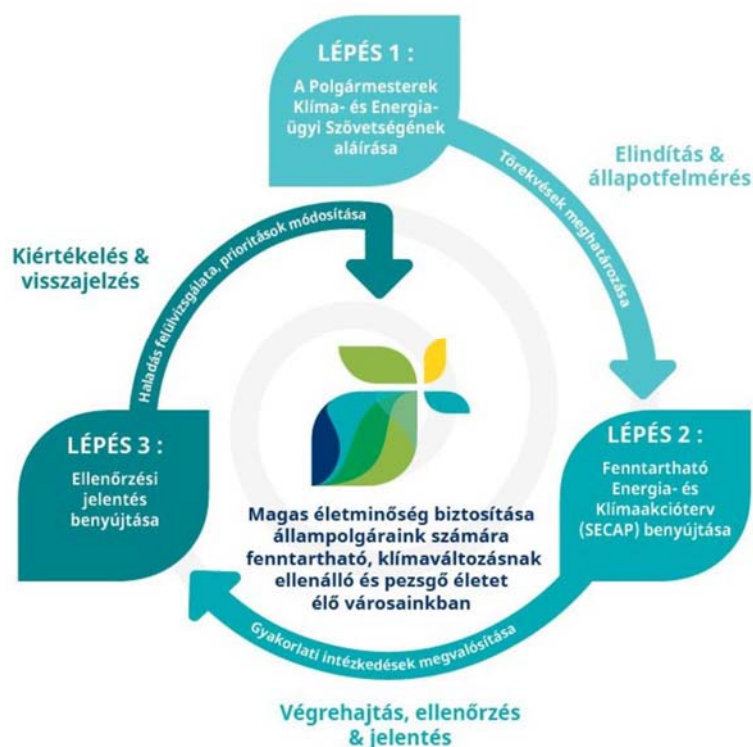 LÉPÉS 1 :
A Polgármesterek
Klíma- és Energia-
ügyi Szövetségének
aláírása
Törekvések meghatározása
Elindítás &
állapotfelmérés
LÉPÉS 2 :
Fenntartható
Energia- és
Klímaakcióterv
(SECAP) benyújtása
Gyakorlati intézkedések megvalósítása
Végrehajtás, ellenőrzés
& jelentés
LÉPÉS 3 :
Ellenőrzési
jelentés
benyújtása
Haladás felülvizsgálata, prioritások módosítása
Kiértékelés &
visszajelzés
Magas életminőség biztosítása
állampolgáraink számára
fenntartható, klímaváltozásnak
ellenálló és pezsgő életet
élő városainkban